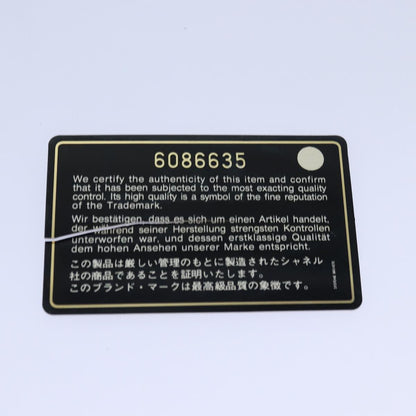 6086635
We certify the authenticity of this item and confirm
that it has been subjected to the most exacting quality
control. Its high quality is a symbol of the fine reputation
of the Trademark.
Wir bestätigen, dass es sich um einen Artikel handelt,
der während seiner Herstellung strengsten Kontrollen
unterworfen war, und dessen erstklassige Qualität
dem hohen Ansehen unserer Marke entspricht.
この製品は厳しい管理のもとに製造されたシャネル
社の商品であることを証明いたします。
このブランド・マークは最高級品質の象徴です。